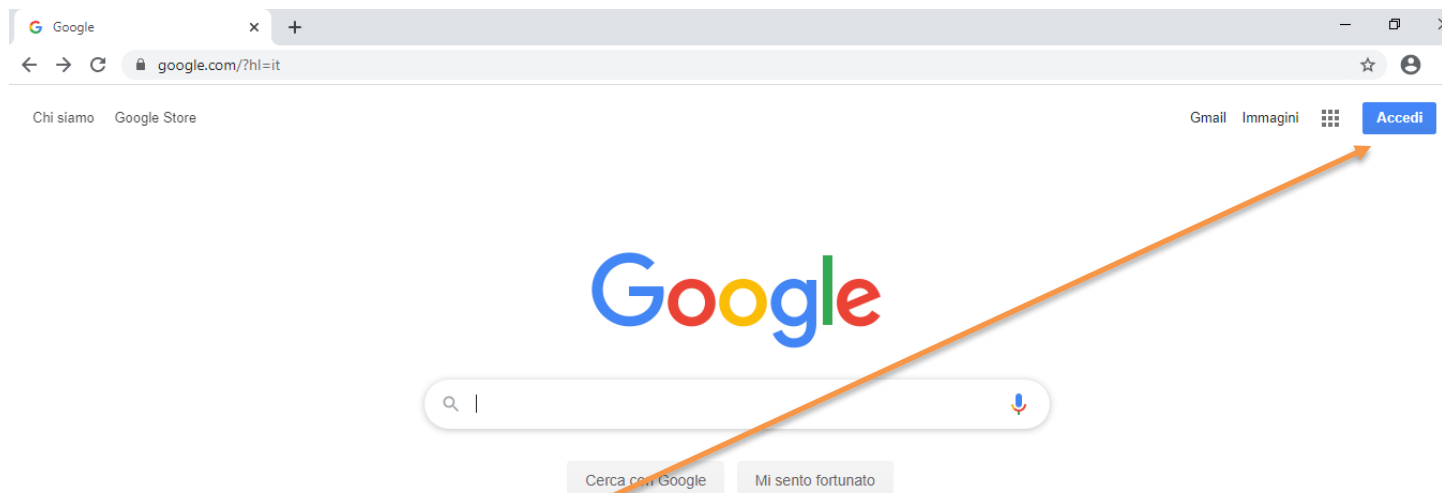 Google
google.com/?hl=it
Chi siamo Google Store Gmail Immagini Accedi
Google
Cerca con Google Mi sento fortunato